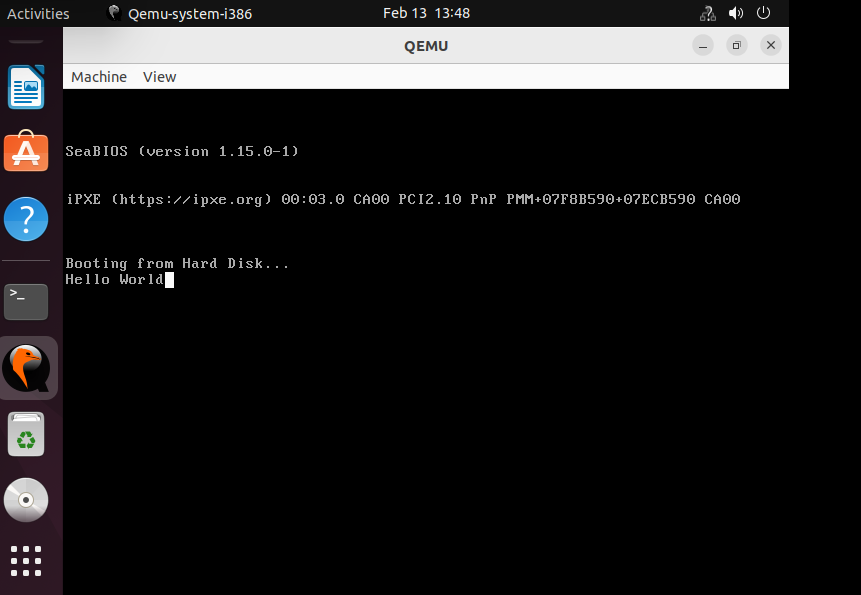 Activities Qemu-system-i386 Feb 13 13:48
QEMU
Machine View
SeaBIOS (version 1.15.0-1)
iPXE (https://ipxe.org) 00:03.0 CA00 PCI2.10 PnP PMM+07F8B590+07ECB590 CA00
Booting from Hard Disk...
Hello World